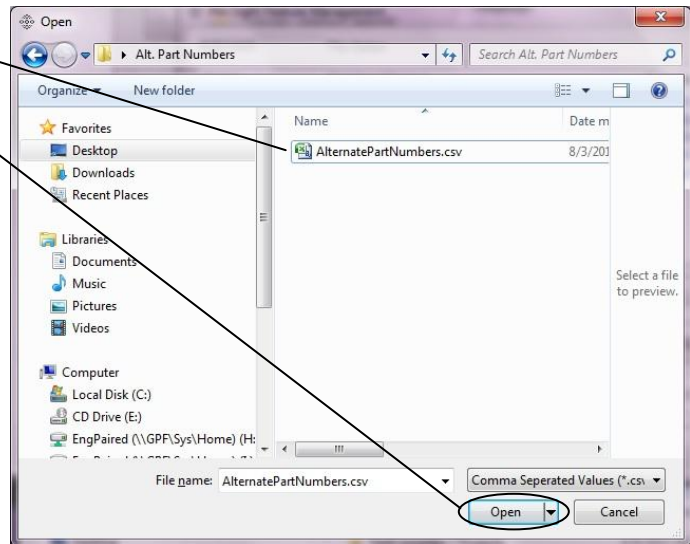 Open
Alt. Part Numbers
Search Alt. Part Numbers
Organize
New folder
Favorites
Desktop
Downloads
Recent Places
Libraries
Documents
Music
Pictures
Videos
Computer
Local Disk (C:)
CD Drive (E:)
EngPaired (\\GPF\Sys\Home) (H:
Name
Date m
AlternatePartNumbers.csv
8/3/201
Select a file
to preview.
File name:
AlternatePartNumbers.csv
Comma Seperated Values (*.csv
Open
Cancel